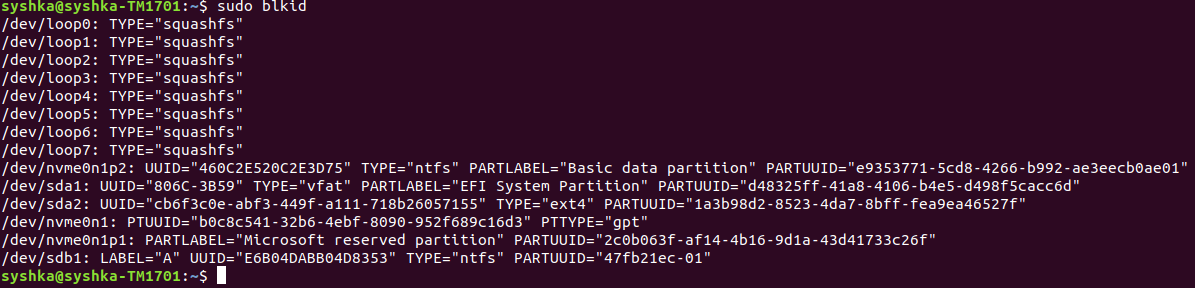 syshka@syshka-TM1701:~$ sudo blkid
/dev/loop0: TYPE="squashfs"
/dev/loop1: TYPE="squashfs"
/dev/loop2: TYPE="squashfs"
/dev/loop3: TYPE="squashfs"
/dev/loop4: TYPE="squashfs"
/dev/loop5: TYPE="squashfs"
/dev/loop6: TYPE="squashfs"
/dev/loop7: TYPE="squashfs"
/dev/nvme0n1p2: UUID="460C2E520C2E3D75" TYPE="ntfs" PARTLABEL="Basic data partition" PARTUUID="e9353771-5cd8-4266-b992-ae3eecb0ae01"
/dev/sda1: UUID="806C-3B59" TYPE="vfat" PARTLABEL="EFI System Partition" PARTUUID="d48325ff-41a8-4106-b4e5-d498f5cacc6d"
/dev/sda2: UUID="cb6f3c0e-abf3-449f-a111-718b26057155" TYPE="ext4" PARTUUID="1a3b98d2-8523-4da7-8bff-fea9ea46527f"
/dev/nvme0n1: PTUUID="b0c8c541-32b6-4ebf-8090-952f689c16d3" PTTYPE="gpt"
/dev/nvme0n1p1: PARTLABEL="Microsoft reserved partition" PARTUUID="2c0b063f-af14-4b16-9d1a-43d41733c26f"
/dev/sdb1: LABEL="A" UUID="E6B04DABB04D8353" TYPE="ntfs" PARTUUID="47fb21ec-01"
syshka@syshka-TM1701:~$